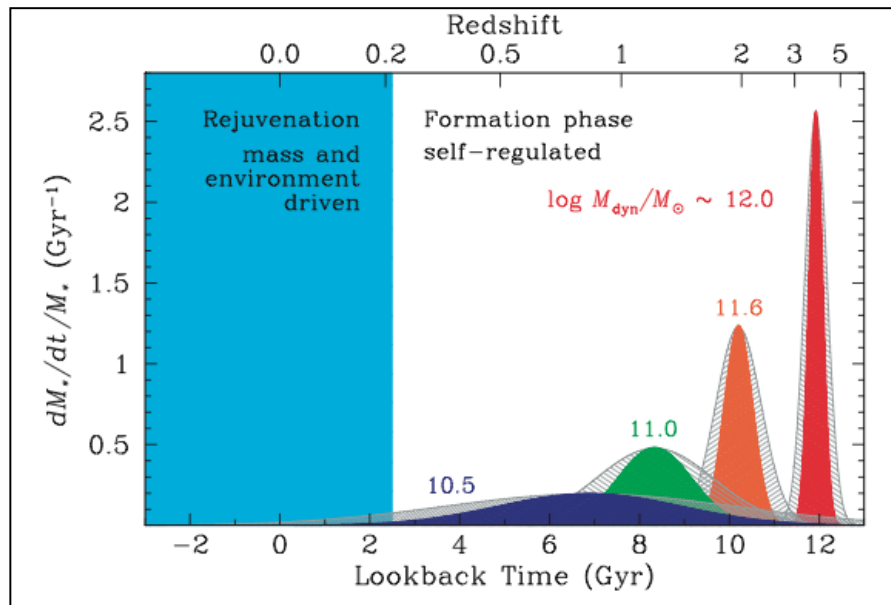 Redshift
0.0 0.2 0.5 1 2 3 5
Rejuvenation
mass and
environment
driven
Formation phase
self-regulated
log M_dyn/M_⊙ ~ 12.0
11.6
11.0
10.5
dM_*/dt/M_* (Gyr⁻¹)
2.5
2
1.5
1
0.5
−2 0 2 4 6 8 10 12
Lookback Time (Gyr)